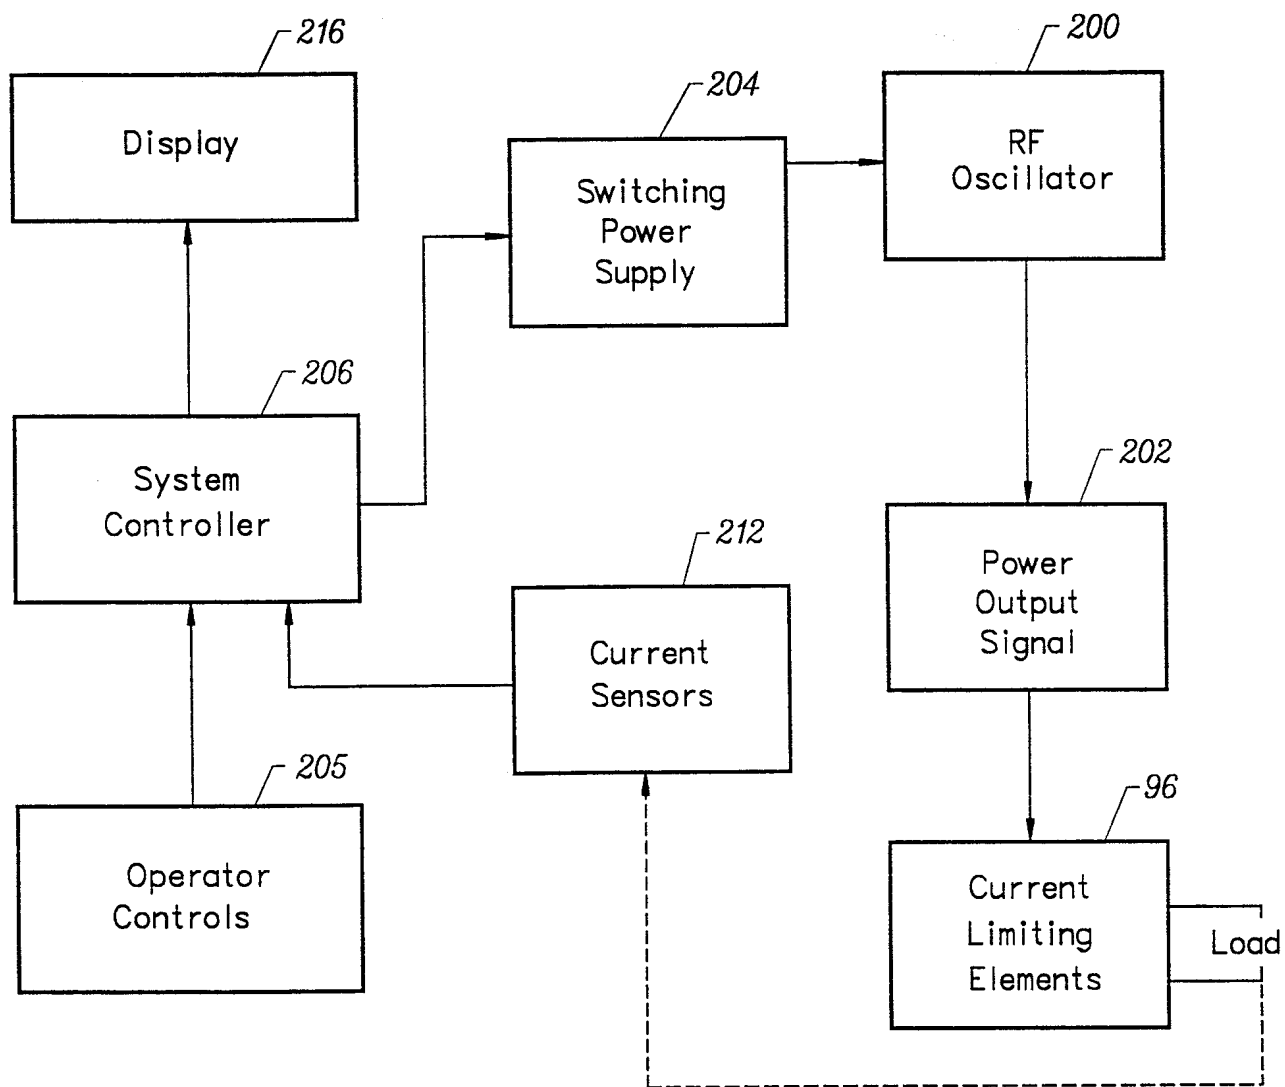 216
Display
204
Switching
Power
Supply
200
RF
Oscillator
206
System
Controller
212
Current
Sensors
202
Power
Output
Signal
205
Operator
Controls
96
Current
Limiting
Elements
Load